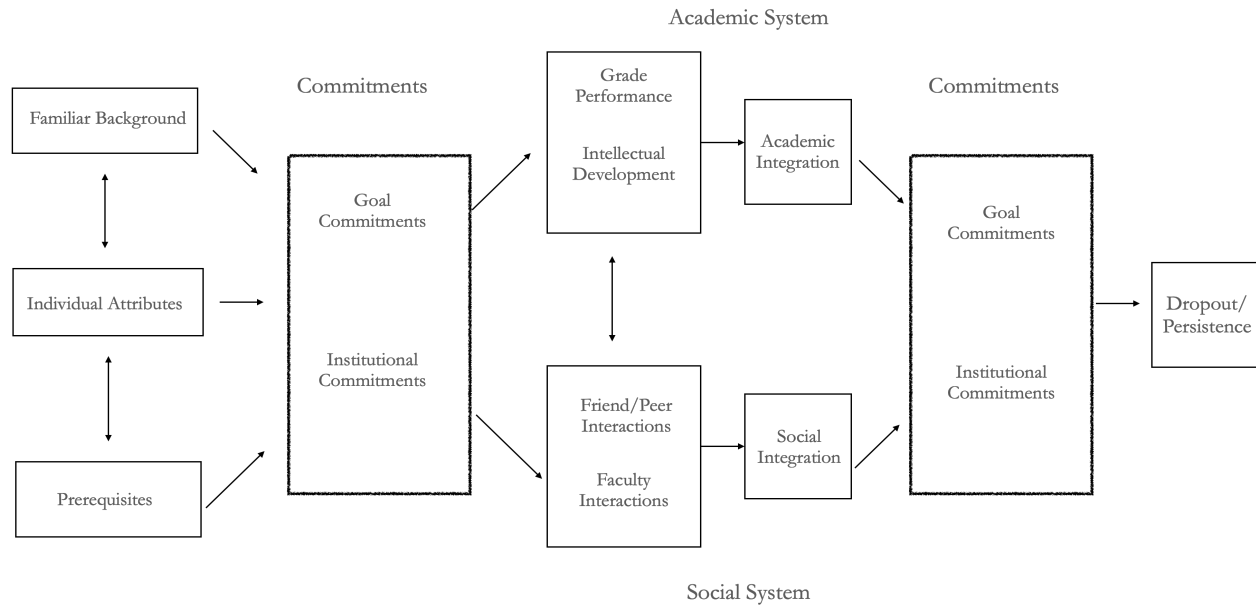 Academic System
Commitments
Commitments
Familiar Background
Individual Attributes
Prerequisites
Goal
Commitments
Institutional
Commitments
Grade
Performance
Intellectual
Development
Academic
Integration
Friend/Peer
Interactions
Faculty
Interactions
Social
Integration
Goal
Commitments
Institutional
Commitments
Dropout/
Persistence
Social System